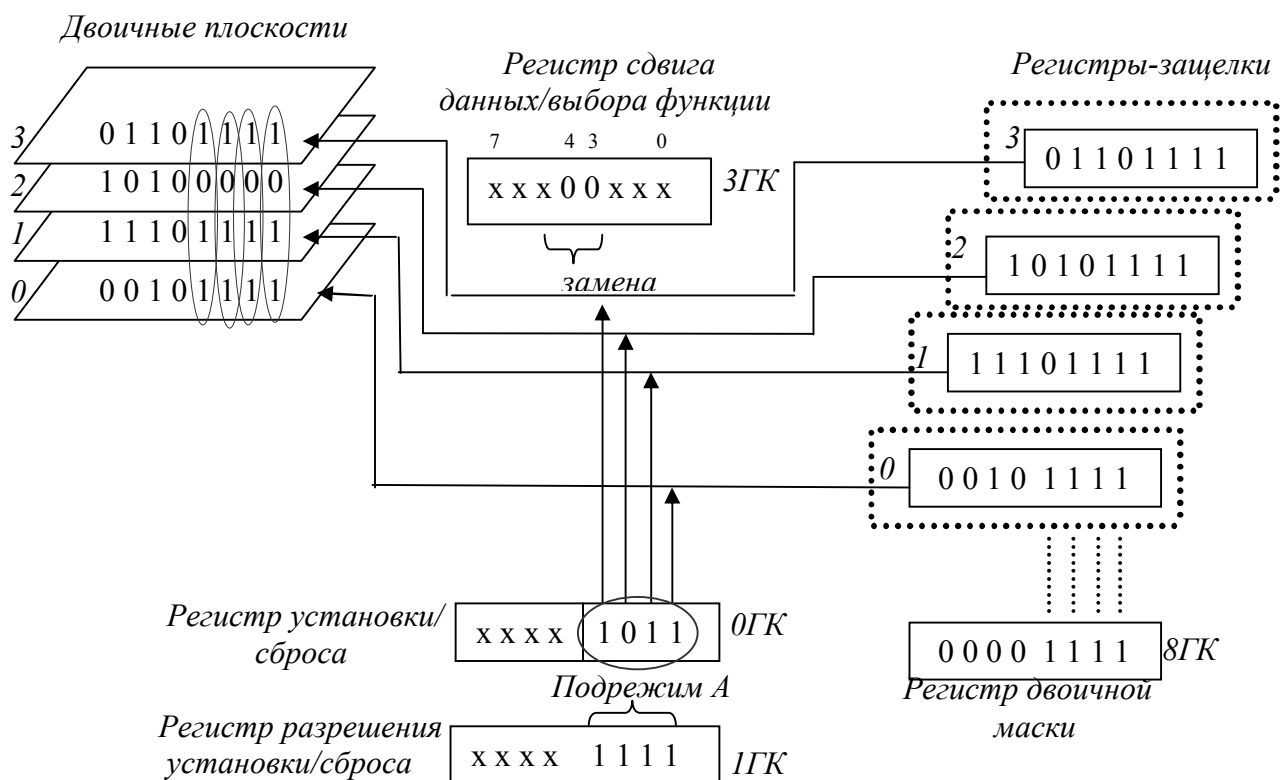 Двоичные плоскости
3 0 1 1 0 1 1 1 1
2 1 0 1 0 0 0 0 0
1 1 1 1 0 1 1 1 1
0 0 0 1 0 1 1 1 1
Регистр сдвига
данных/выбора функции
7 4 3 0
x x x 0 0 x x x 3ГК
замена
Регистры-защелки
3 0 1 1 0 1 1 1 1
2 1 0 1 0 1 1 1 1
1 1 1 1 0 1 1 1 1
0 0 0 1 0 1 1 1 1
Регистр установки/
сброса
x x x x 1 0 1 1 0ГК
Подрежим А
Регистр разрешения
установки/сброса
x x x x 1 1 1 1 1ГК
0 0 0 0 1 1 1 1 8ГК
Регистр двоичной
маски